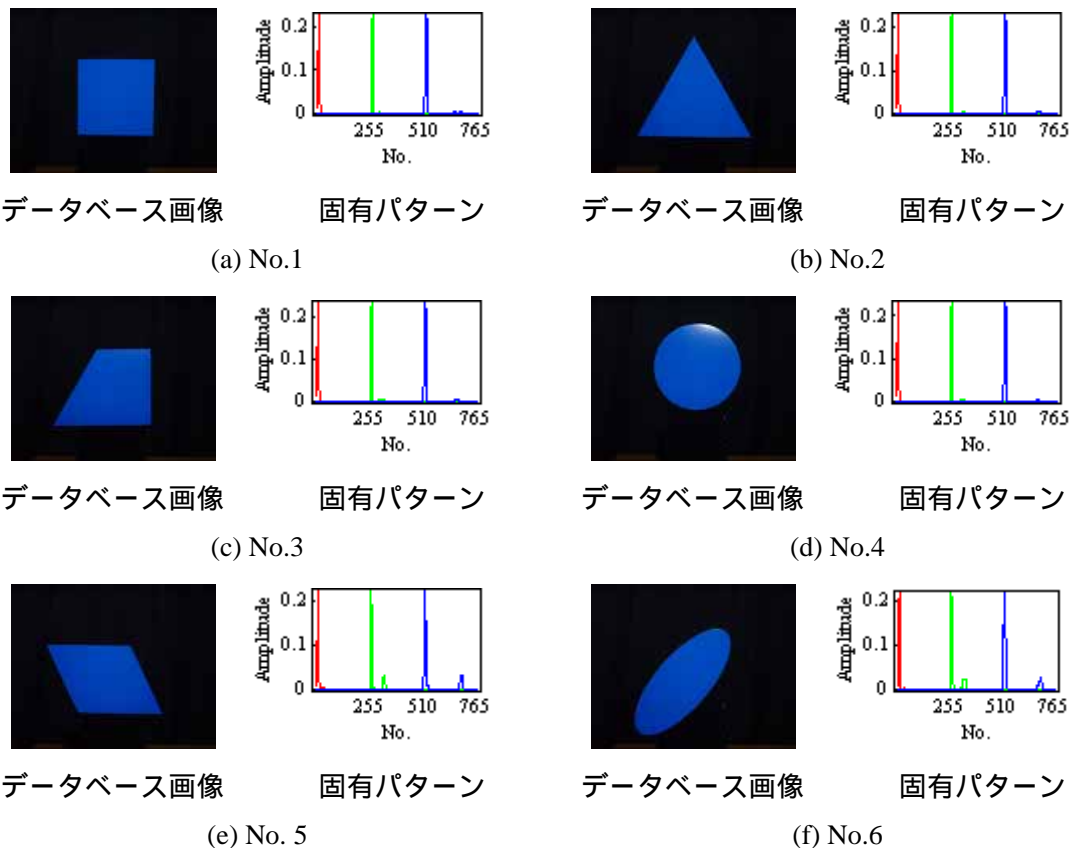 0.2
0.1
0
Amplitude
255 510 765
No.
0.2
0.1
0
Amplitude
255 510 765
No.
データベース画像 固有パターン
データベース画像 固有パターン
(a) No.1
(b) No.2
0.2
0.1
0
Amplitude
255 510 765
No.
0.2
0.1
0
Amplitude
255 510 765
No.
データベース画像 固有パターン
データベース画像 固有パターン
(c) No.3
(d) No.4
0.2
0.1
0
Amplitude
255 510 765
No.
0.2
0.1
0
Amplitude
255 510 765
No.
データベース画像 固有パターン
データベース画像 固有パターン
(e) No. 5
(f) No.6